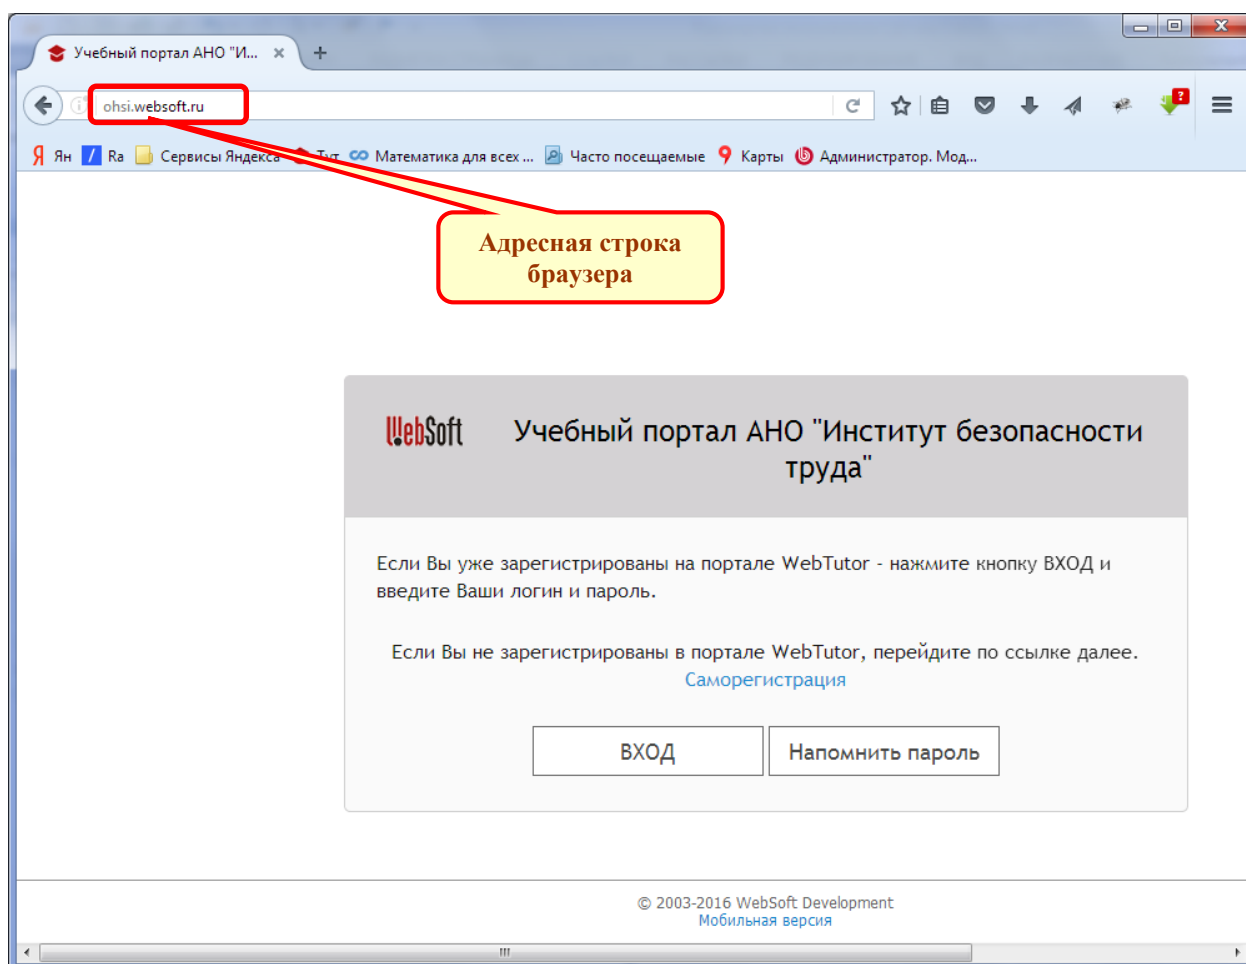 Учебный портал АНО "И...
ohsi.websoft.ru
Ян Ra Сервисы Яндекса Тут Математика для всех ... Часто посещаемые Карты Администратор. Мод...
Адресная строка
браузера
WebSoft
Учебный портал АНО "Институт безопасности
труда"
Если Вы уже зарегистрированы на портале WebTutor - нажмите кнопку ВХОД и
введите Ваши логин и пароль.
Если Вы не зарегистрированы в портале WebTutor, перейдите по ссылке далее.
Саморегистрация
ВХОД Напомнить пароль
© 2003-2016 WebSoft Development
Мобильная версия